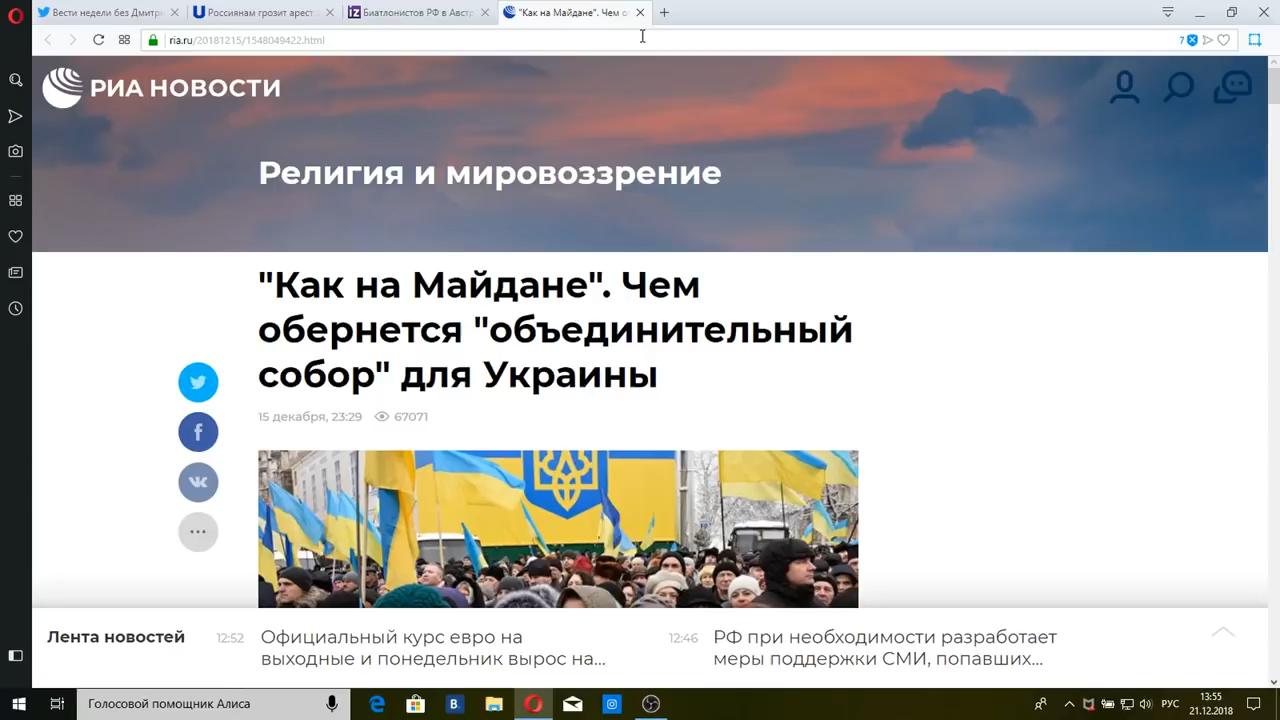 Вести недели без Дмитри
Россиянам грозит арест
Биатлонистов РФ в Австр
"Как на Майдане". Чем о
ria.ru/20181215/1548049422.html
7
РИА НОВОСТИ
Религия и мировоззрение
"Как на Майдане". Чем
обернется "объединительный
собор" для Украины
15 декабря, 23:29 67071
Лента новостей
12:52
Официальный курс евро на
выходные и понедельник вырос на...
12:46
РФ при необходимости разработает
меры поддержки СМИ, попавших...
Голосовой помощник Алиса
РУС
13:55
21.12.2018